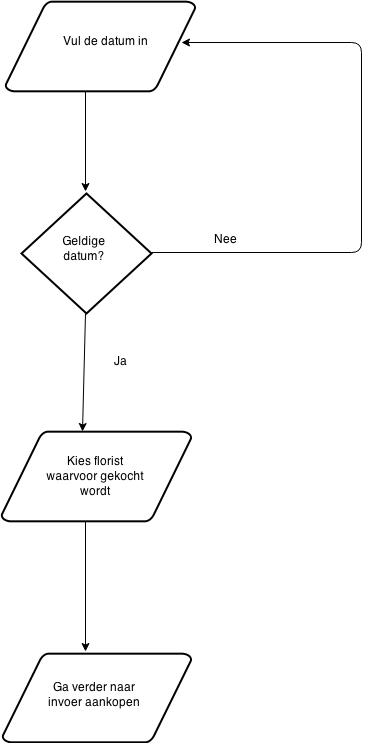 Vul de datum in
Geldige
datum?
Nee
Ja
Kies florist
waarvoor gekocht
wordt
Ga verder naar
invoer aankopen